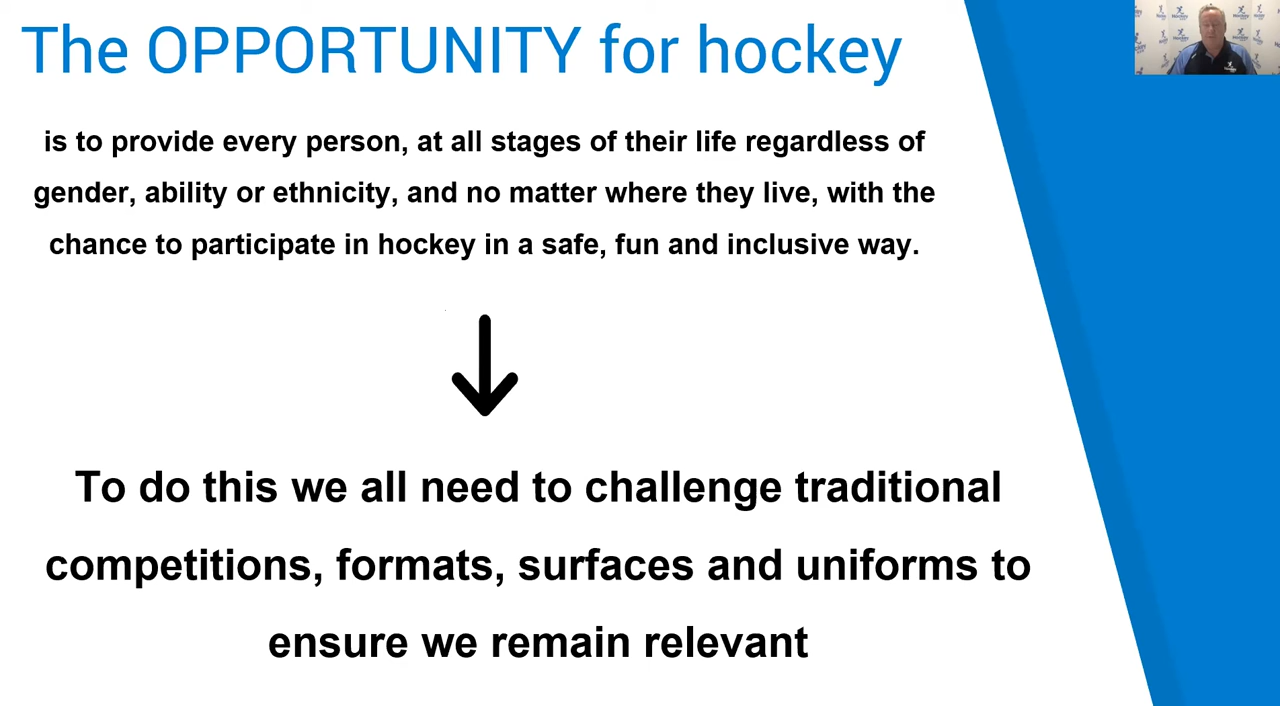 The OPPORTUNITY for hockey
is to provide every person, at all stages of their life regardless of
gender, ability or ethnicity, and no matter where they live, with the
chance to participate in hockey in a safe, fun and inclusive way.
To do this we all need to challenge traditional
competitions, formats, surfaces and uniforms to
ensure we remain relevant